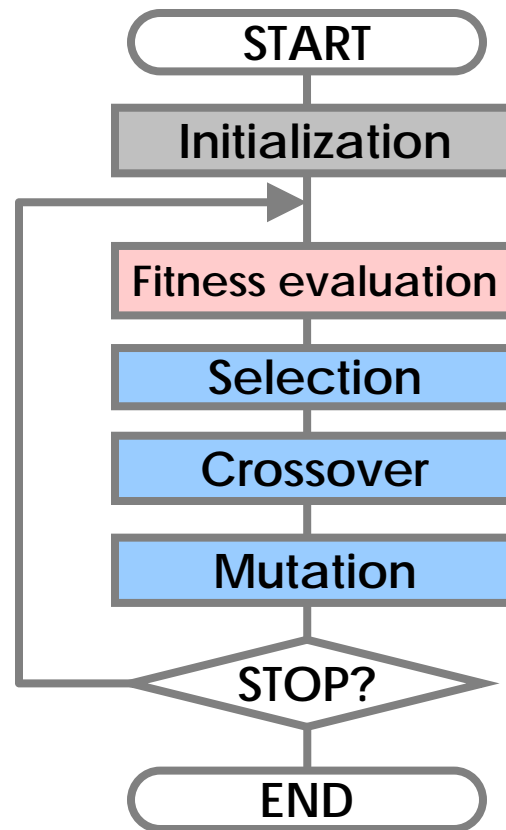 START
Initialization
Fitness evaluation
Selection
Crossover
Mutation
STOP?
END